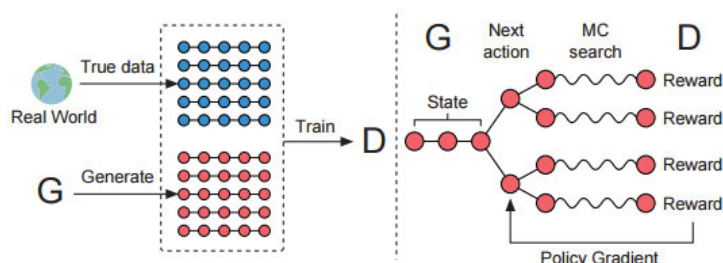 True data
Real World
G
Generate
Train
D
G
Next
action
MC
search
D
State
Reward
Reward
Reward
Reward
Policy Gradient